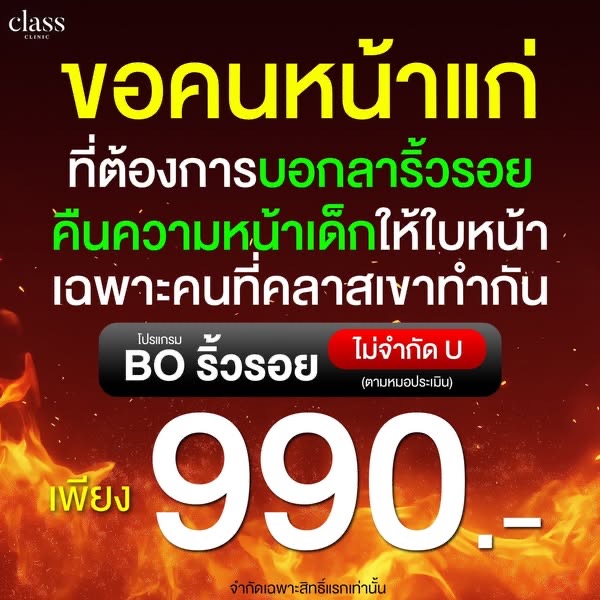 class
CLINIC
ขอคนหน้าแก่
ที่ต้องการบอกลาริ้วรอย
คืนความหน้าเด็กให้ใบหน้า
เฉพาะคนที่คลาสเขาทำกัน
โปรแกรม
BO ริ้วรอย
ไม่จำกัด U
(ตามหมอประเมิน)
เพียง 990.-
จำกัดเฉพาะสิทธิ์แรกเท่านั้น